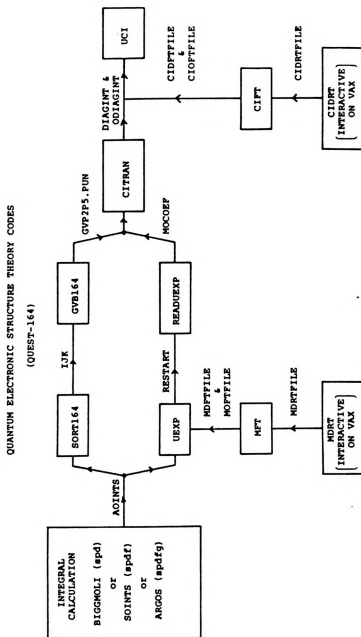 QUANTUM ELECTRONIC STRUCTURE THEORY CODES
(QUEST-164)
INTEGRAL
CALCULATION
BIGGMOLI (spd)
or
SOINTS (spdf)
or
ARGOS (spdfg)
AOINTS
SORT164
IJK
GVB164
GVP2P5.PUN
UEXP
RESTART
READUEXP
MOCOEF
CITRAN
DIAGINT &
ODIAGINT
UCI
MDFTFILE
&
MOFTFILE
MFT
MDRTFILE
MDRT
(INTERACTIVE
ON VAX)
CIDFTFILE
&
CIOFTFILE
CIFT
CIDRTFILE
CIDRT
(INTERACTIVE
ON VAX)